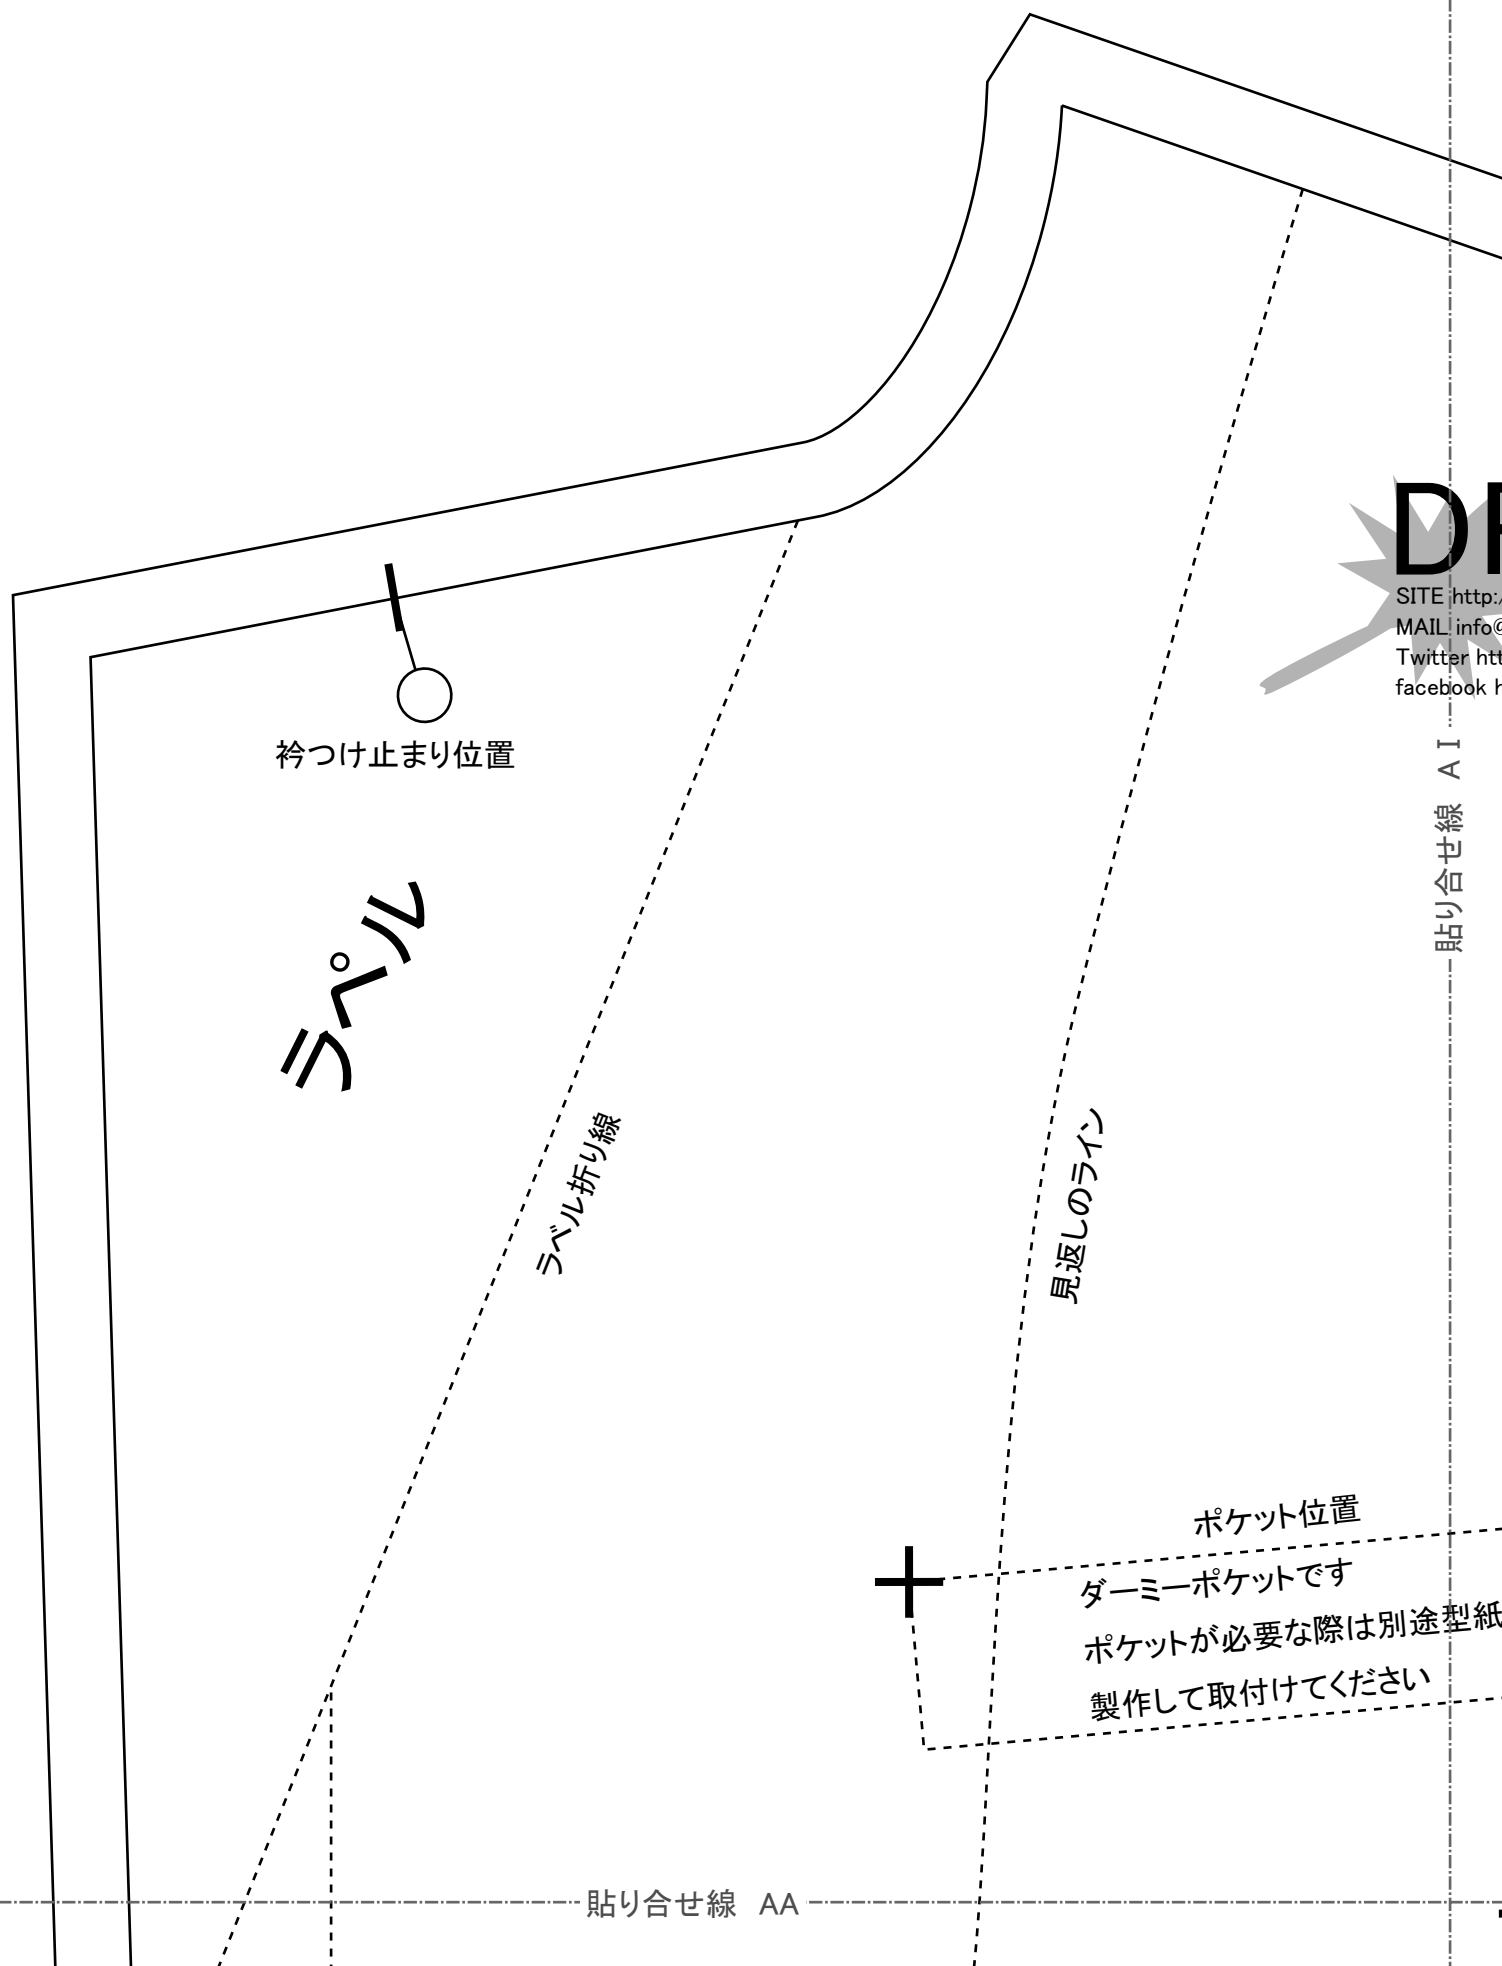 DR
SITE http:/
MAIL info@
Twitter htt
facebook h
衿つけ止まり位置
貼り合せ線 AI
ラペル
ラベル折り線
見返しのライン
ポケット位置
ダーミーポケットです
ポケットが必要な際は別途型紙
製作して取付けてください
貼り合せ線 AA